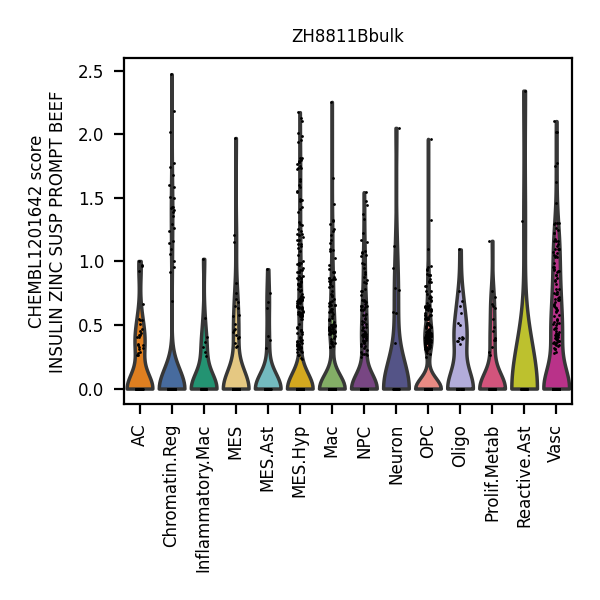 ZH8811Bbulk
CHEMBL1201642 score
INSULIN ZINC SUSP PROMPT BEEF
2.5
2.0
1.5
1.0
0.5
0.0
AC
Chromatin.Reg
Inflammatory.Mac
MES
MES.Ast
MES.Hyp
Mac
NPC
Neuron
OPC
Oligo
Prolif.Metab
Reactive.Ast
Vasc